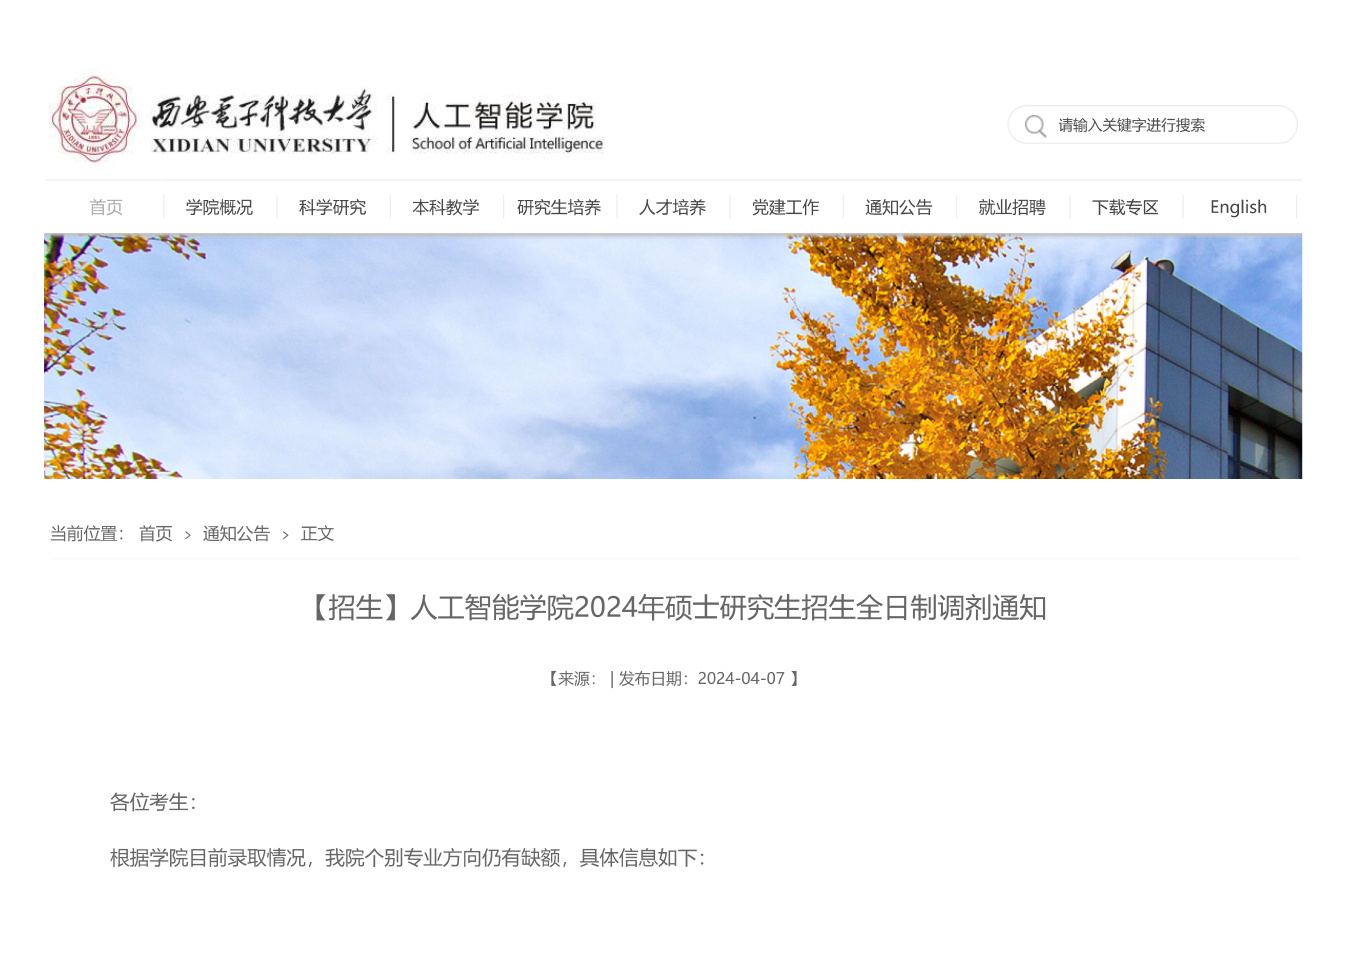 西安电子科技大学
XIDIAN UNIVERSITY
人工智能学院
School of Artificial Intelligence
请输入关键字进行搜索
首页 学院概况 科学研究 本科教学 研究生培养 人才培养 党建工作 通知公告 就业招聘 下载专区 English
当前位置： 首页 > 通知公告 > 正文
【招生】人工智能学院2024年硕士研究生招生全日制调剂通知
【来源： | 发布日期：2024-04-07 】
各位考生：
根据学院目前录取情况，我院个别专业方向仍有缺额，具体信息如下：